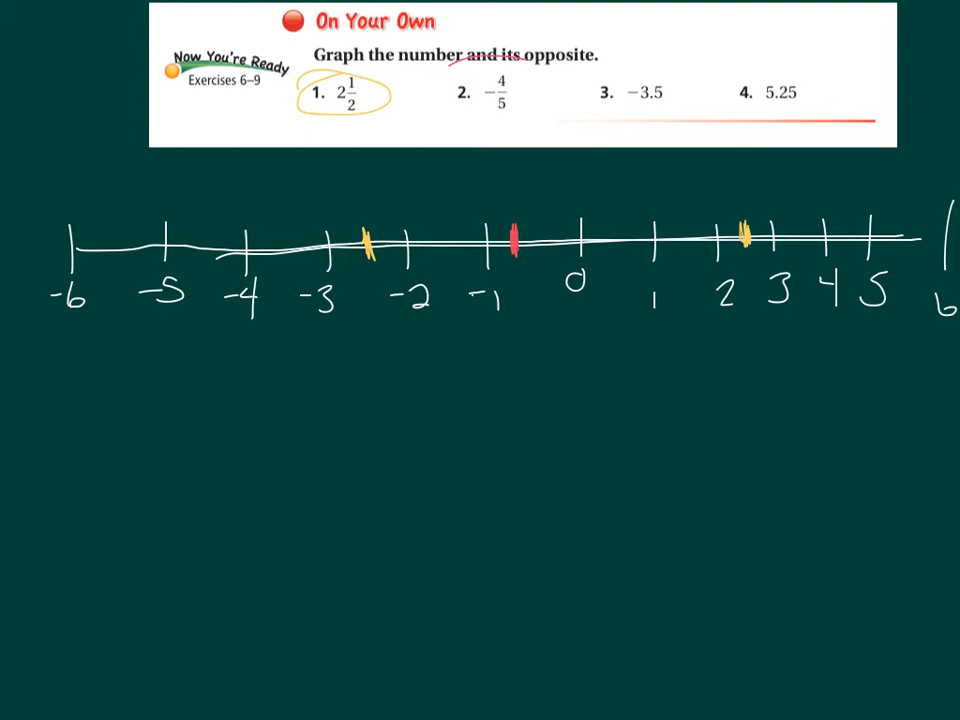 On Your Own
Now You're Ready
Exercises 6–9
Graph the number and its opposite.
1. 2 1/2 2. −4/5 3. −3.5 4. 5.25
-6 -5 -4 -3 -2 -1 0 1 2 3 4 5 6